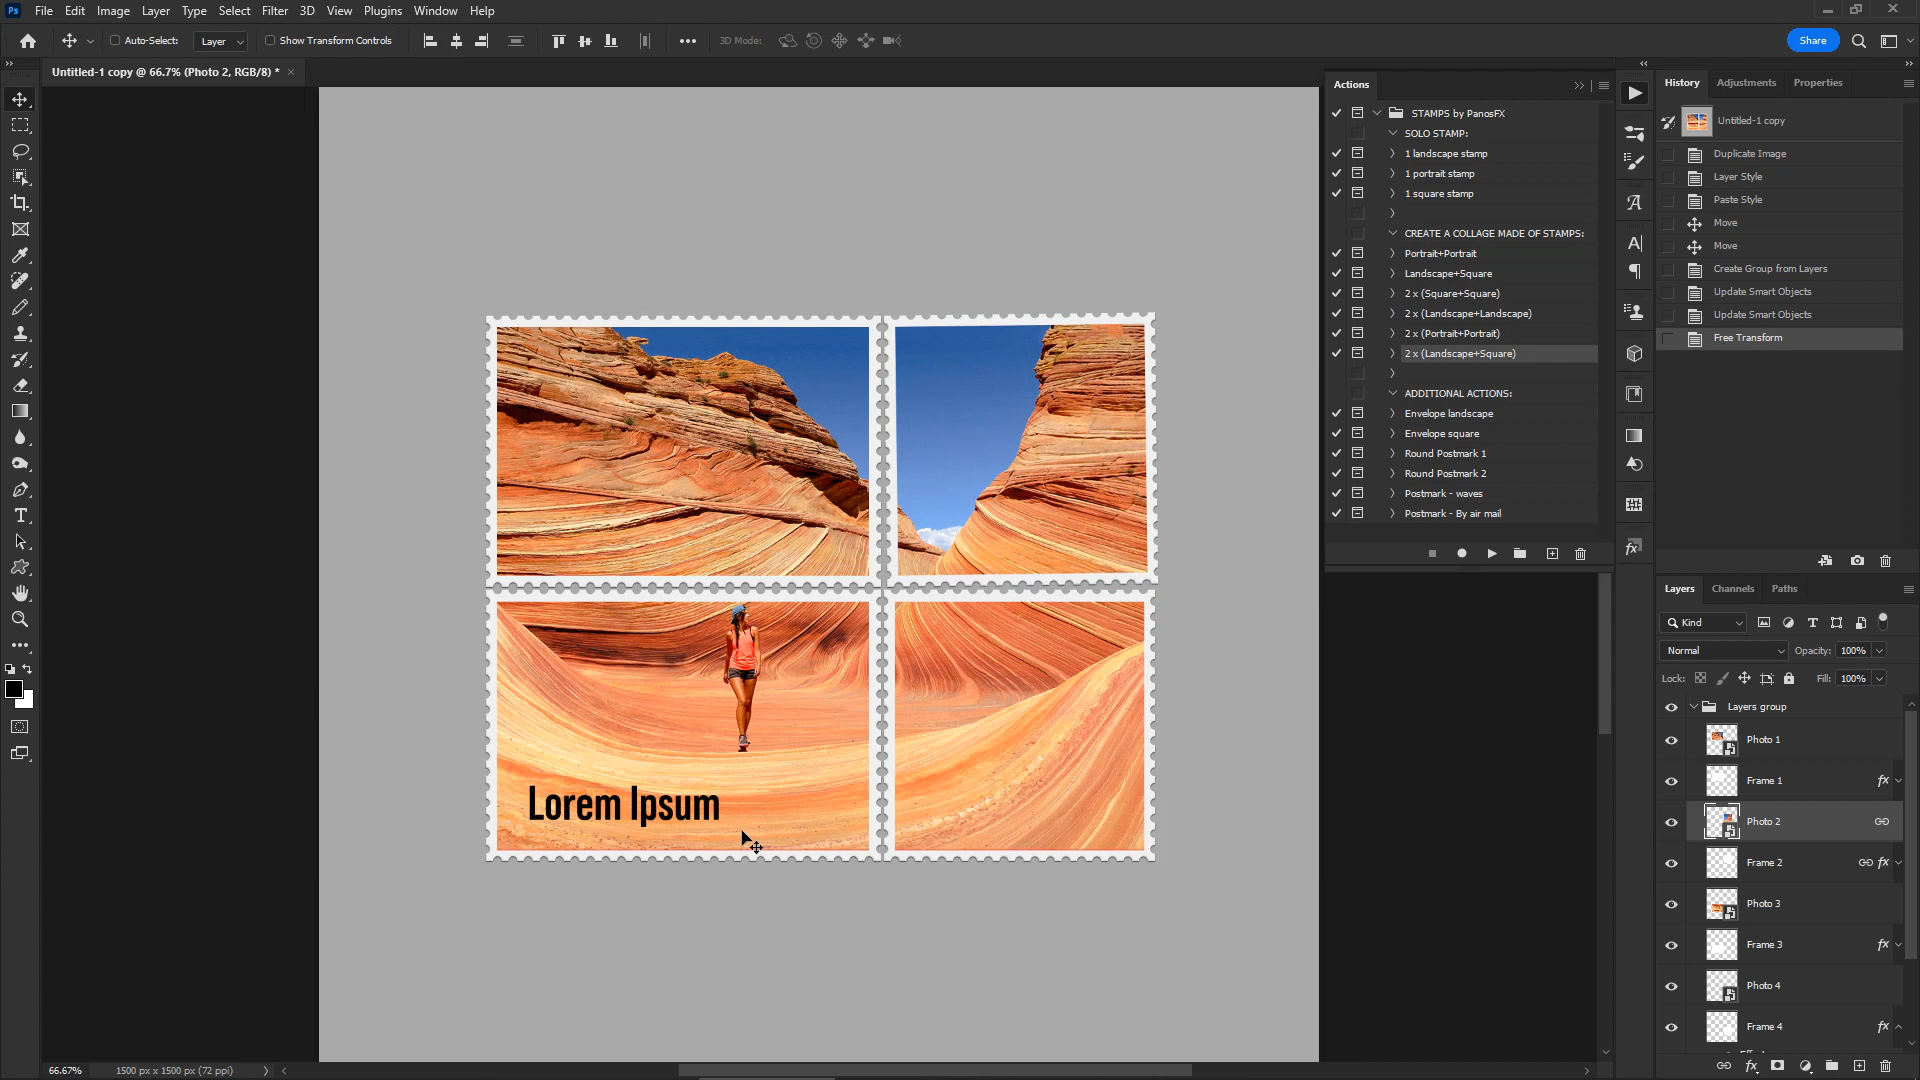 Ps File Edit Image Layer Type Select Filter 3D View Plugins Window Help
Auto-Select: Layer Show Transform Controls 3D Mode: Share
Untitled-1 copy @ 66.7% (Photo 2, RGB/8) *
Actions
STAMPS by PanosFX
SOLO STAMP:
1 landscape stamp
1 portrait stamp
1 square stamp
CREATE A COLLAGE MADE OF STAMPS:
Portrait+Portrait
Landscape+Square
2 x (Square+Square)
2 x (Landscape+Landscape)
2 x (Portrait+Portrait)
2 x (Landscape+Square)
ADDITIONAL ACTIONS:
Envelope landscape
Envelope square
Round Postmark 1
Round Postmark 2
Postmark - waves
Postmark - By air mail
History Adjustments Properties
Untitled-1 copy
Duplicate Image
Layer Style
Paste Style
Move
Move
Create Group from Layers
Update Smart Objects
Update Smart Objects
Free Transform
Layers Channels Paths
Kind
Normal Opacity: 100%
Lock: Fill: 100%
Layers group
Photo 1
Frame 1 fx
Photo 2
Frame 2 fx
Photo 3
Frame 3 fx
Photo 4
Frame 4 fx
Lorem Ipsum
66.67% 1500 px x 1500 px (72 ppi)